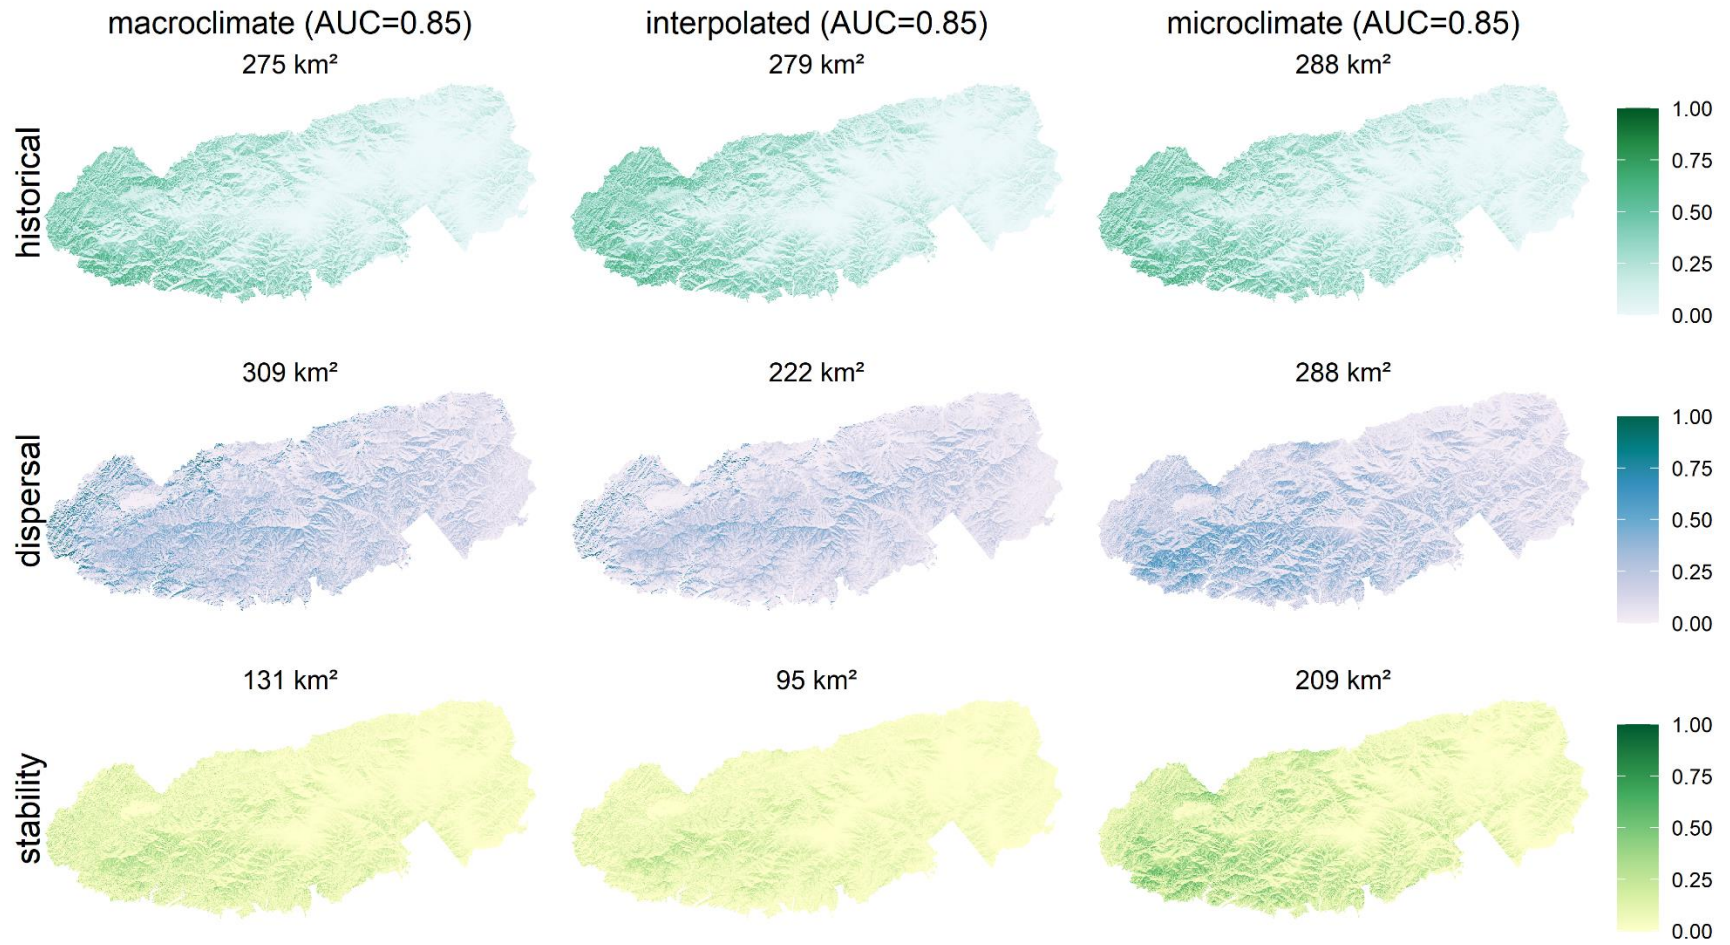 macroclimate (AUC=0.85) interpolated (AUC=0.85) microclimate (AUC=0.85)
275 km² 279 km² 288 km²
historical
1.00
0.75
0.50
0.25
0.00
309 km² 222 km² 288 km²
dispersal
1.00
0.75
0.50
0.25
0.00
131 km² 95 km² 209 km²
stability
1.00
0.75
0.50
0.25
0.00